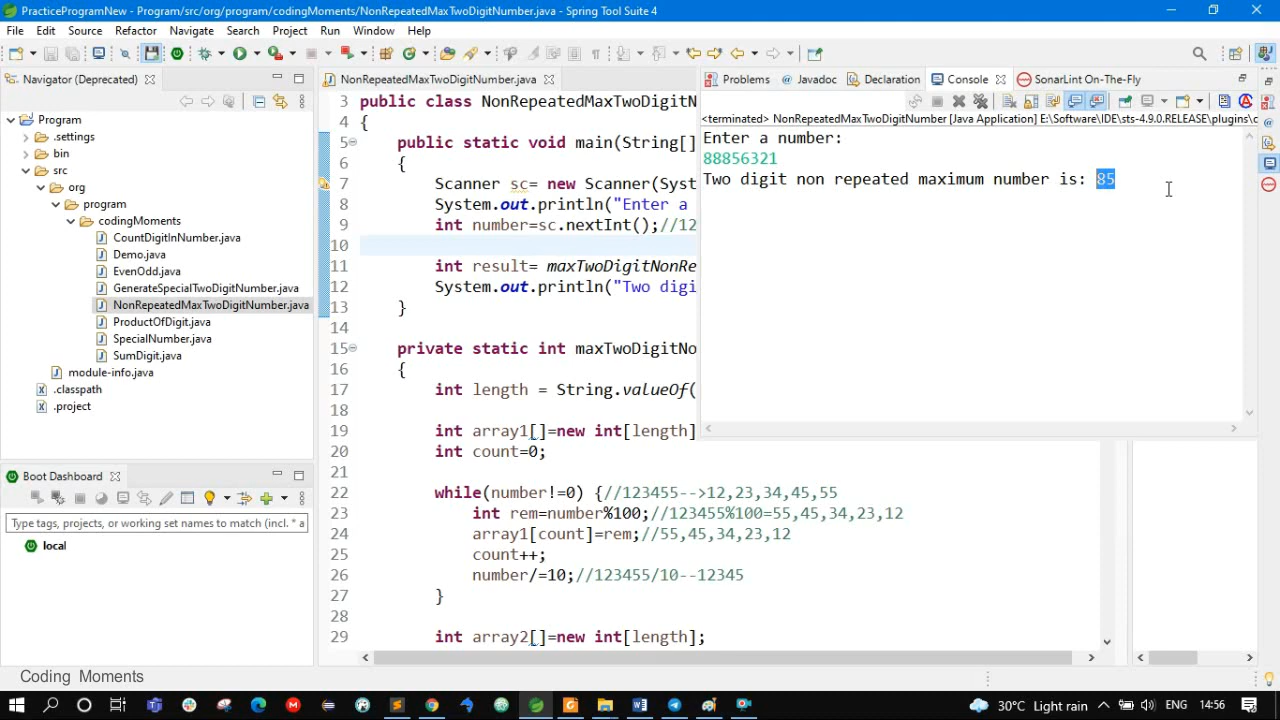 PracticeProgramNew - Program/src/org/program/codingMoments/NonRepeatedMaxTwoDigitNumber.java - Spring Tool Suite 4
File Edit Source Refactor Navigate Search Project Run Window Help
Navigator (Deprecated)
Program
.settings
bin
src
org
program
codingMoments
CountDigitInNumber.java
Demo.java
EvenOdd.java
GenerateSpecialTwoDigitNumber.java
NonRepeatedMaxTwoDigitNumber.java
ProductOfDigit.java
SpecialNumber.java
SumDigit.java
module-info.java
.classpath
.project
Boot Dashboard
Type tags, projects, or working set names to match (incl. * a
local
NonRepeatedMaxTwoDigitNumber.java
3 public class NonRepeatedMaxTwoDigitN
4 {
5 public static void main(String[]
6 {
7 Scanner sc= new Scanner(Syst
8 System.out.println("Enter a
9 int number=sc.nextInt();//12
10
11 int result= maxTwoDigitNonRe
12 System.out.println("Two digi
13 }
14
15 private static int maxTwoDigitNo
16 {
17 int length = String.valueOf(
18
19 int array1[]=new int[length]
20 int count=0;
21
22 while(number!=0) {//123455-->12,23,34,45,55
23 int rem=number%100;//123455%100=55,45,34,23,12
24 array1[count]=rem;//55,45,34,23,12
25 count++;
26 number/=10;//123455/10--12345
27 }
28
29 int array2[]=new int[length];
Problems Javadoc Declaration Console SonarLint On-The-Fly
<terminated> NonRepeatedMaxTwoDigitNumber [Java Application] E:\Software\IDE\sts-4.9.0.RELEASE\plugins\c
Enter a number:
88856321
Two digit non repeated maximum number is: 85
Coding Moments
30°C Light rain ENG 14:56